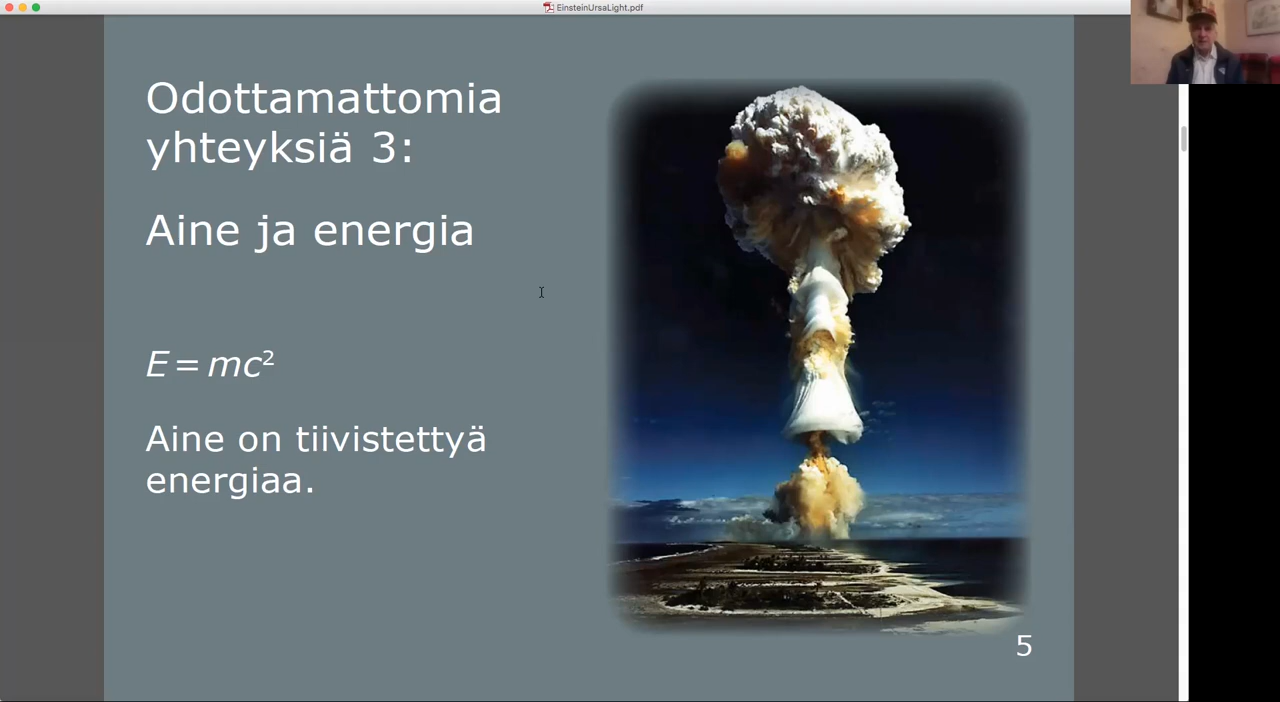 EinsteinUrsaLight.pdf
Odottamattomia
yhteyksiä 3:
Aine ja energia
E = mc²
Aine on tiivistettyä
energiaa.
5